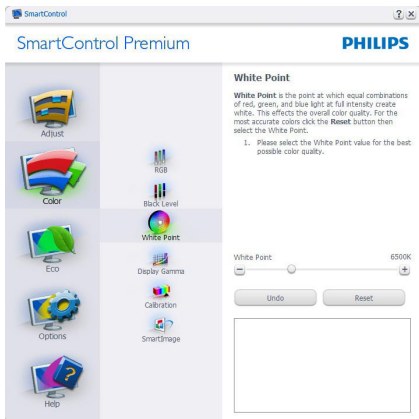 SmartControl
? ×
SmartControl Premium
PHILIPS
Adjust
Color
Eco
Options
Help
RGB
Black Level
White Point
Display Gamma
Calibration
SmartImage
White Point
White Point is the point at which equal combinations
of red, green, and blue light at full intensity create
white. This effects the overall color quality. For the
most accurate colors click the Reset button then
select the White Point.
1. Please select the White Point value for the best
possible color quality.
White Point 6500K
Undo Reset